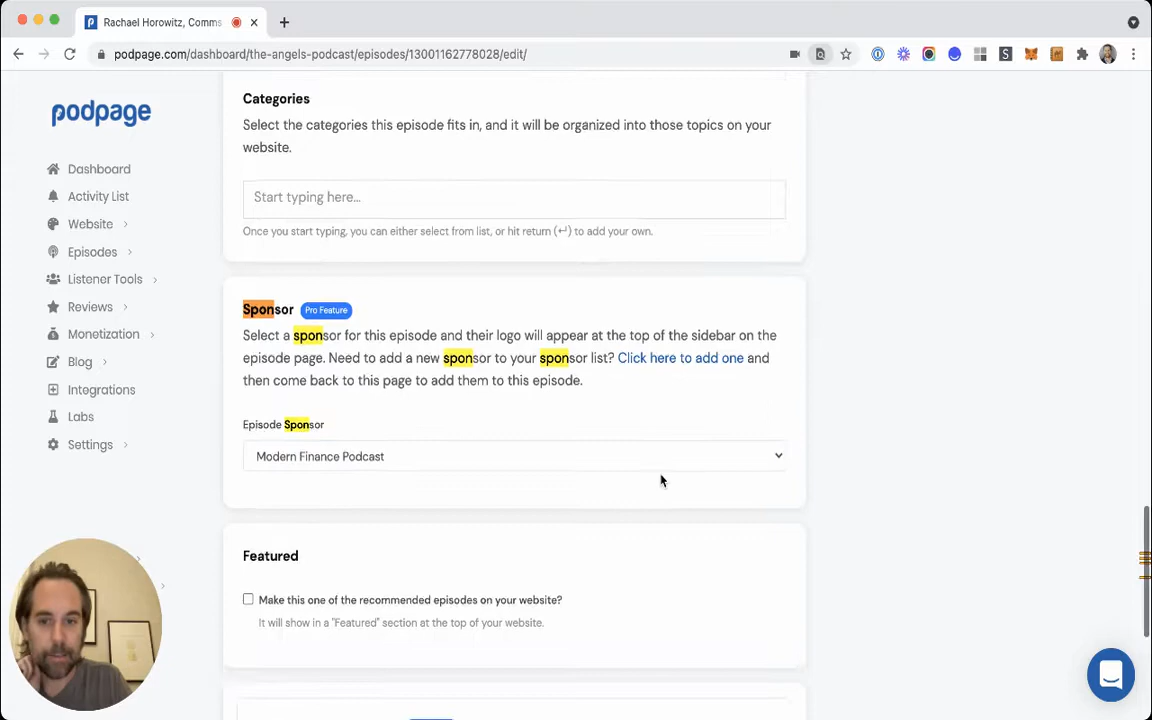 Rachael Horowitz, Comms
podpage.com/dashboard/the-angels-podcast/episodes/13001162778028/edit/
podpage
Dashboard
Activity List
Website
Episodes
Listener Tools
Reviews
Monetization
Blog
Integrations
Labs
Settings
Categories
Select the categories this episode fits in, and it will be organized into those topics on your
website.
Start typing here...
Once you start typing, you can either select from list, or hit return (↵) to add your own.
Sponsor Pro Feature
Select a sponsor for this episode and their logo will appear at the top of the sidebar on the
episode page. Need to add a new sponsor to your sponsor list? Click here to add one and
then come back to this page to add them to this episode.
Episode Sponsor
Modern Finance Podcast
Featured
Make this one of the recommended episodes on your website?
It will show in a "Featured" section at the top of your website.